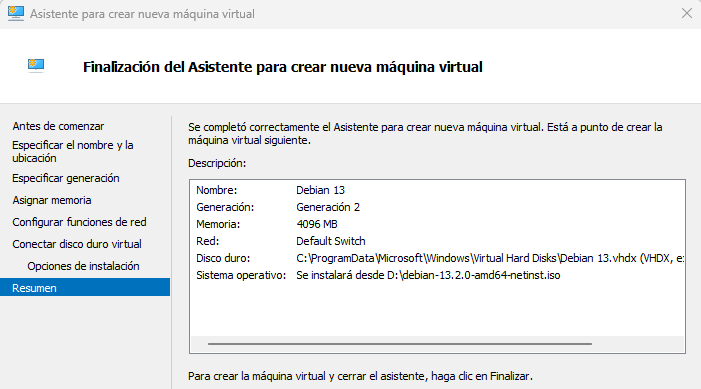 Asistente para crear nueva máquina virtual
Finalización del Asistente para crear nueva máquina virtual
Antes de comenzar
Especificar el nombre y la
ubicación
Especificar generación
Asignar memoria
Configurar funciones de red
Conectar disco duro virtual
Opciones de instalación
Resumen
Se completó correctamente el Asistente para crear nueva máquina virtual. Está a punto de crear la
máquina virtual siguiente.
Descripción:
Nombre: Debian 13
Generación: Generación 2
Memoria: 4096 MB
Red: Default Switch
Disco duro: C:\ProgramData\Microsoft\Windows\Virtual Hard Disks\Debian 13.vhdx (VHDX, e
Sistema operativo: Se instalará desde D:\debian-13.2.0-amd64-netinst.iso
Para crear la máquina virtual y cerrar el asistente, haga clic en Finalizar.